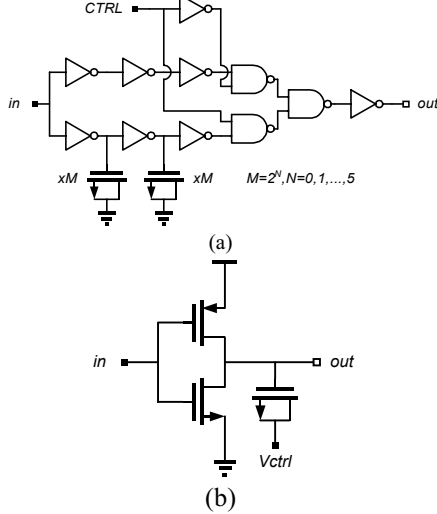 CTRL
in
out
xM
xM
M=2^N,N=0,1,...,5
(a)
in
out
Vctrl
(b)